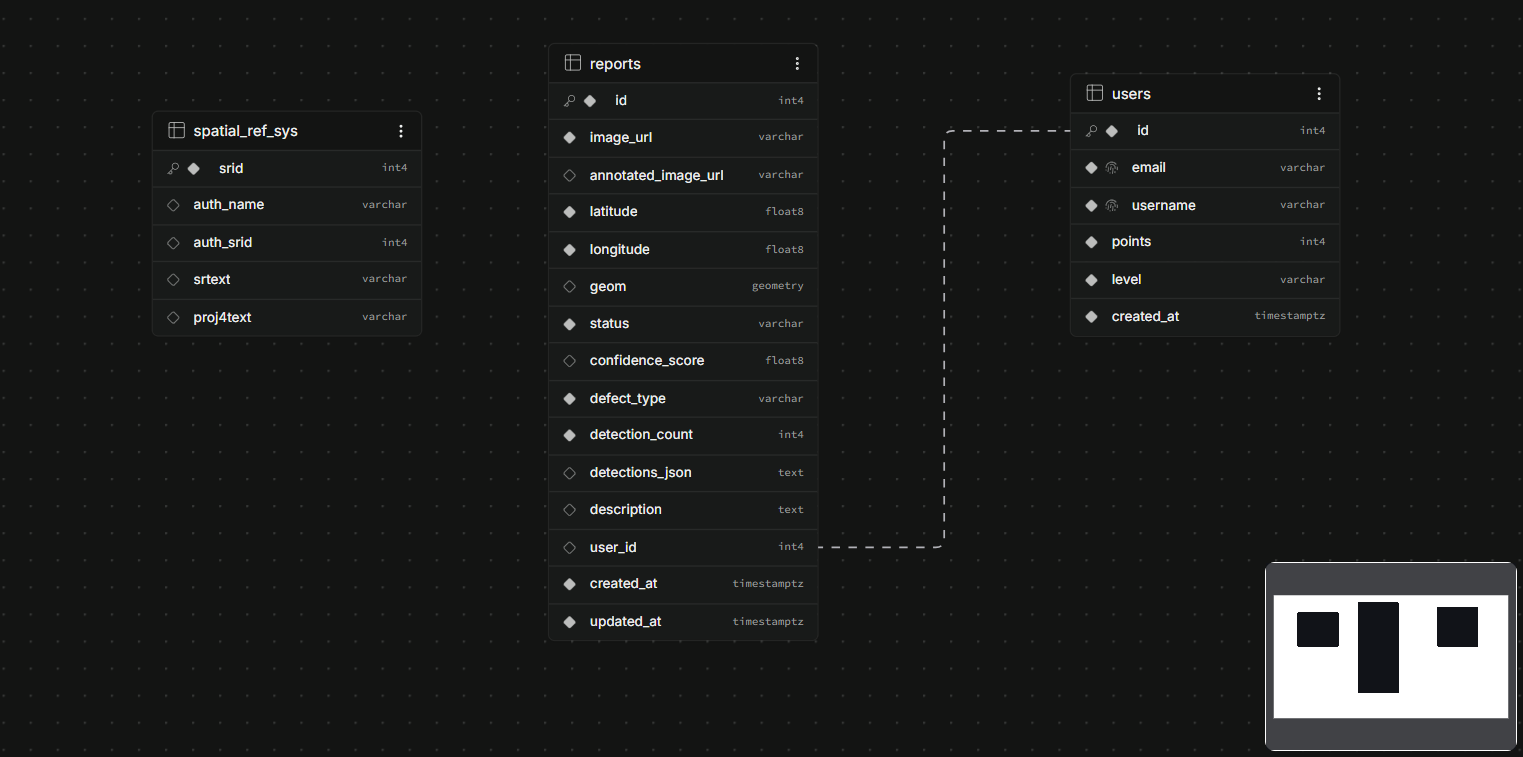 spatial_ref_sys
srid int4
auth_name varchar
auth_srid int4
srtext varchar
proj4text varchar
reports
id int4
image_url varchar
annotated_image_url varchar
latitude float8
longitude float8
geom geometry
status varchar
confidence_score float8
defect_type varchar
detection_count int4
detections_json text
description text
user_id int4
created_at timestamptz
updated_at timestamptz
users
id int4
email varchar
username varchar
points int4
level varchar
created_at timestamptz